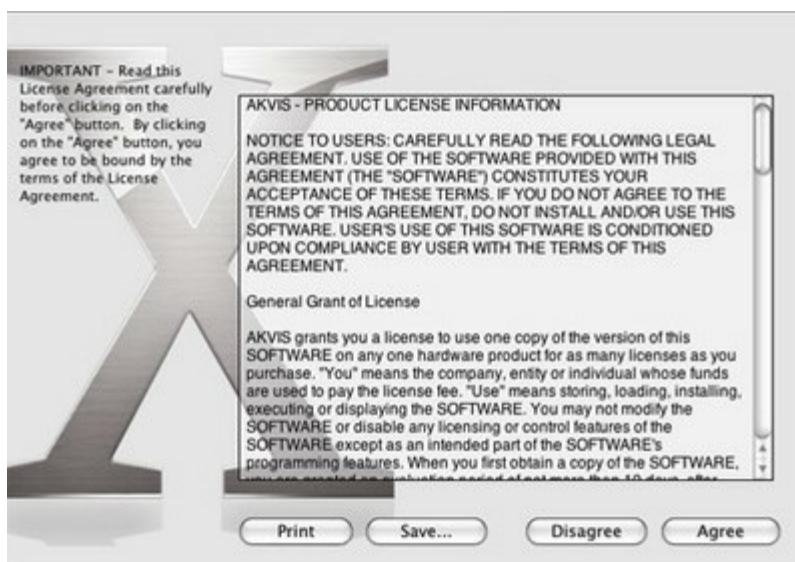 IMPORTANT - Read this
License Agreement carefully
before clicking on the
"Agree" button. By clicking
on the "Agree" button, you
agree to be bound by the
terms of the License
Agreement.
AKVIS - PRODUCT LICENSE INFORMATION
NOTICE TO USERS: CAREFULLY READ THE FOLLOWING LEGAL
AGREEMENT. USE OF THE SOFTWARE PROVIDED WITH THIS
AGREEMENT (THE "SOFTWARE") CONSTITUTES YOUR
ACCEPTANCE OF THESE TERMS. IF YOU DO NOT AGREE TO THE
TERMS OF THIS AGREEMENT, DO NOT INSTALL AND/OR USE THIS
SOFTWARE. USER'S USE OF THIS SOFTWARE IS CONDITIONED
UPON COMPLIANCE BY USER WITH THE TERMS OF THIS
AGREEMENT.
General Grant of License
AKVIS grants you a license to use one copy of the version of this
SOFTWARE on any one hardware product for as many licenses as you
purchase. "You" means the company, entity or individual whose funds
are used to pay the license fee. "Use" means storing, loading, installing,
executing or displaying the SOFTWARE. You may not modify the
SOFTWARE or disable any licensing or control features of the
SOFTWARE except as an intended part of the SOFTWARE's
programming features. When you first obtain a copy of the SOFTWARE,
Print
Save...
Disagree
Agree